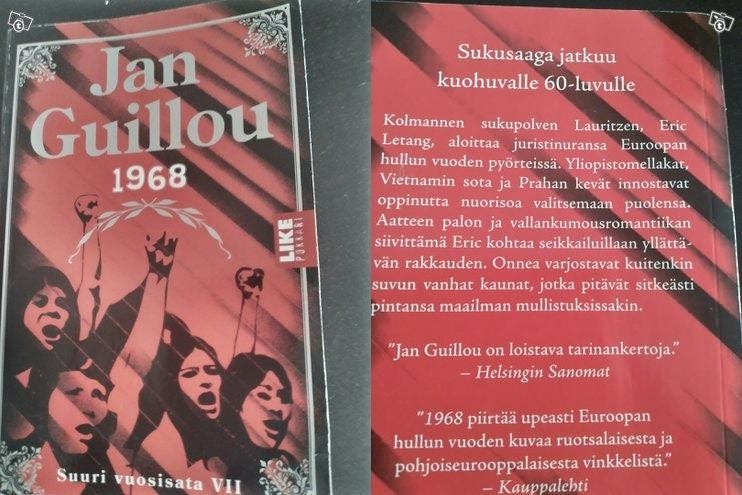 Jan
Guillou
1968
LIKE
POKKARI
Suuri vuosisata VII
Sukusaaga jatkuu
kuohuvalle 60-luvulle
Kolmannen sukupolven Lauritzen, Eric
Letang, aloittaa juristinuransa Euroopan
hullun vuoden pyörteissä. Yliopistomellakat,
Vietnamin sota ja Prahan kevät innostavat
oppinutta nuorisoa valitsemaan puolensa.
Aatteen palon ja vallankumousromantiikan
siivittämä Eric kohtaa seikkailuillaan yllättä-
vän rakkauden. Onnea varjostavat kuitenkin
suvun vanhat kaunat, jotka pitävät sitkeästi
pintansa maailman mullistuksissakin.
"Jan Guillou on loistava tarinankertoja."
– Helsingin Sanomat
"1968 piirtää upeasti Euroopan
hullun vuoden kuvaa ruotsalaisesta ja
pohjoiseurooppalaisesta vinkkelistä."
– Kauppalehti